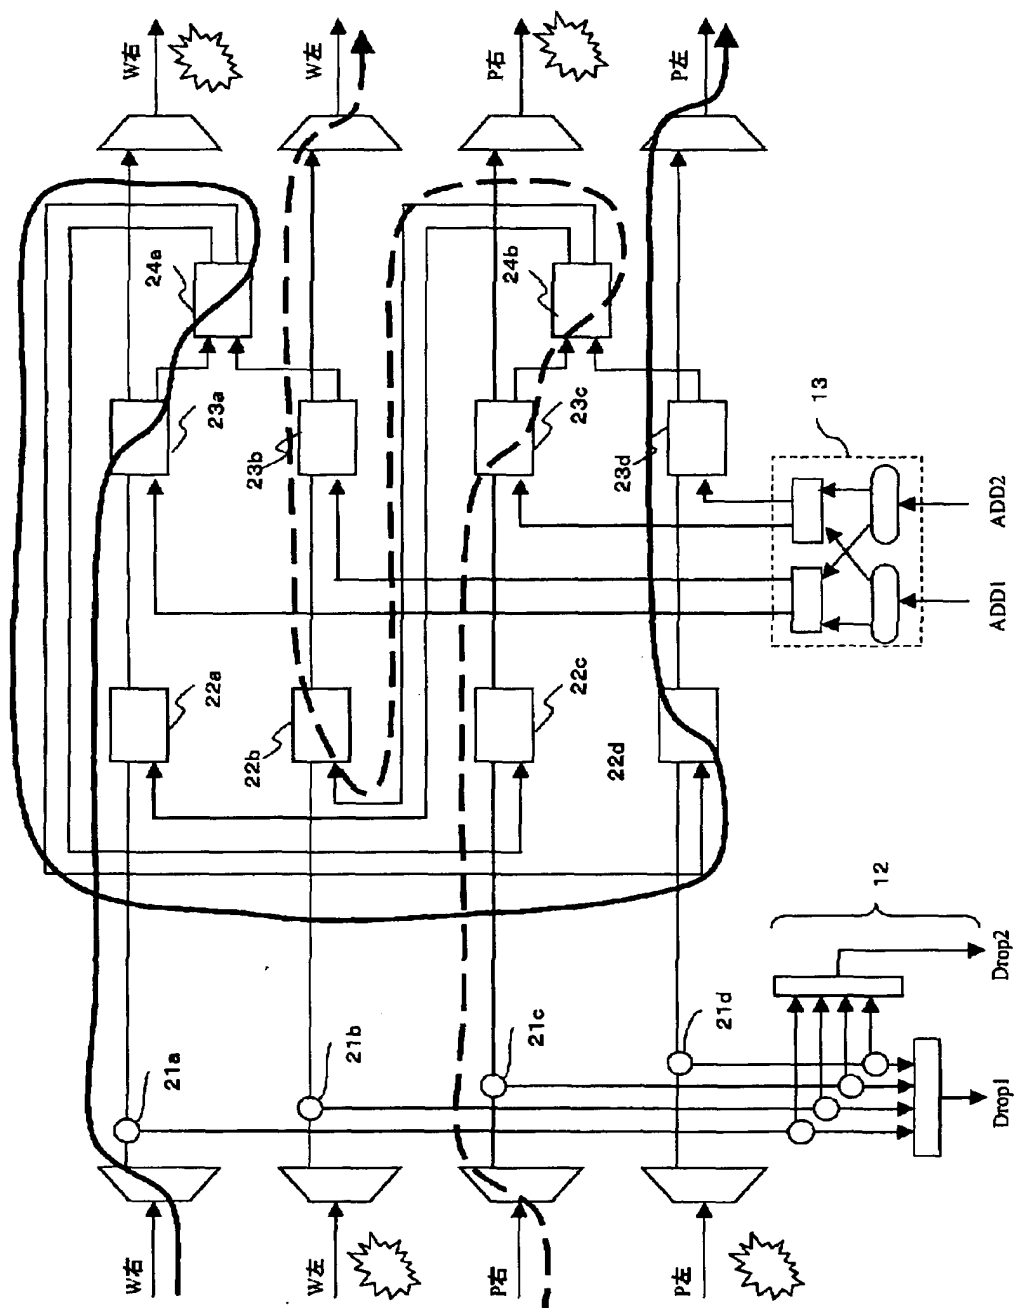 W右
W左
P右
P左
24a
24b
23a
23b
23c
23d
13
ADD1
ADD2
22a
22b
22c
22d
21a
21b
21c
21d
12
Drop1
Drop2
W右
W左
P右
P左